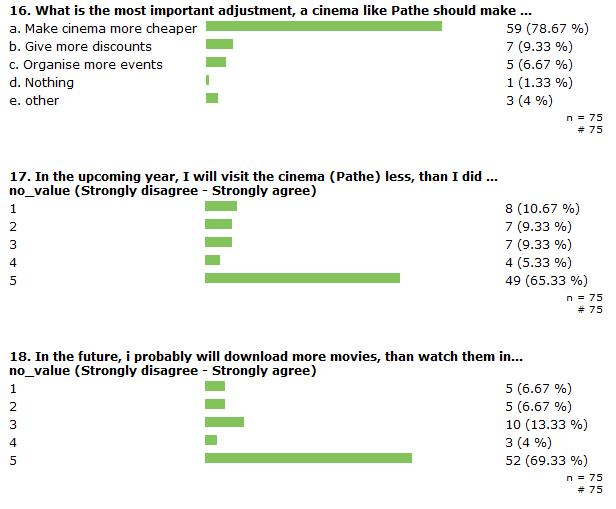 16. What is the most important adjustment, a cinema like Pathe should make ...
a. Make cinema more cheaper 59 (78.67 %)
b. Give more discounts 7 (9.33 %)
c. Organise more events 5 (6.67 %)
d. Nothing 1 (1.33 %)
e. other 3 (4 %)
n = 75
# 75
17. In the upcoming year, I will visit the cinema (Pathe) less, than I did ...
no_value (Strongly disagree - Strongly agree)
1 8 (10.67 %)
2 7 (9.33 %)
3 7 (9.33 %)
4 4 (5.33 %)
5 49 (65.33 %)
n = 75
# 75
18. In the future, i probably will download more movies, than watch them in...
no_value (Strongly disagree - Strongly agree)
1 5 (6.67 %)
2 5 (6.67 %)
3 10 (13.33 %)
4 3 (4 %)
5 52 (69.33 %)
n = 75
# 75